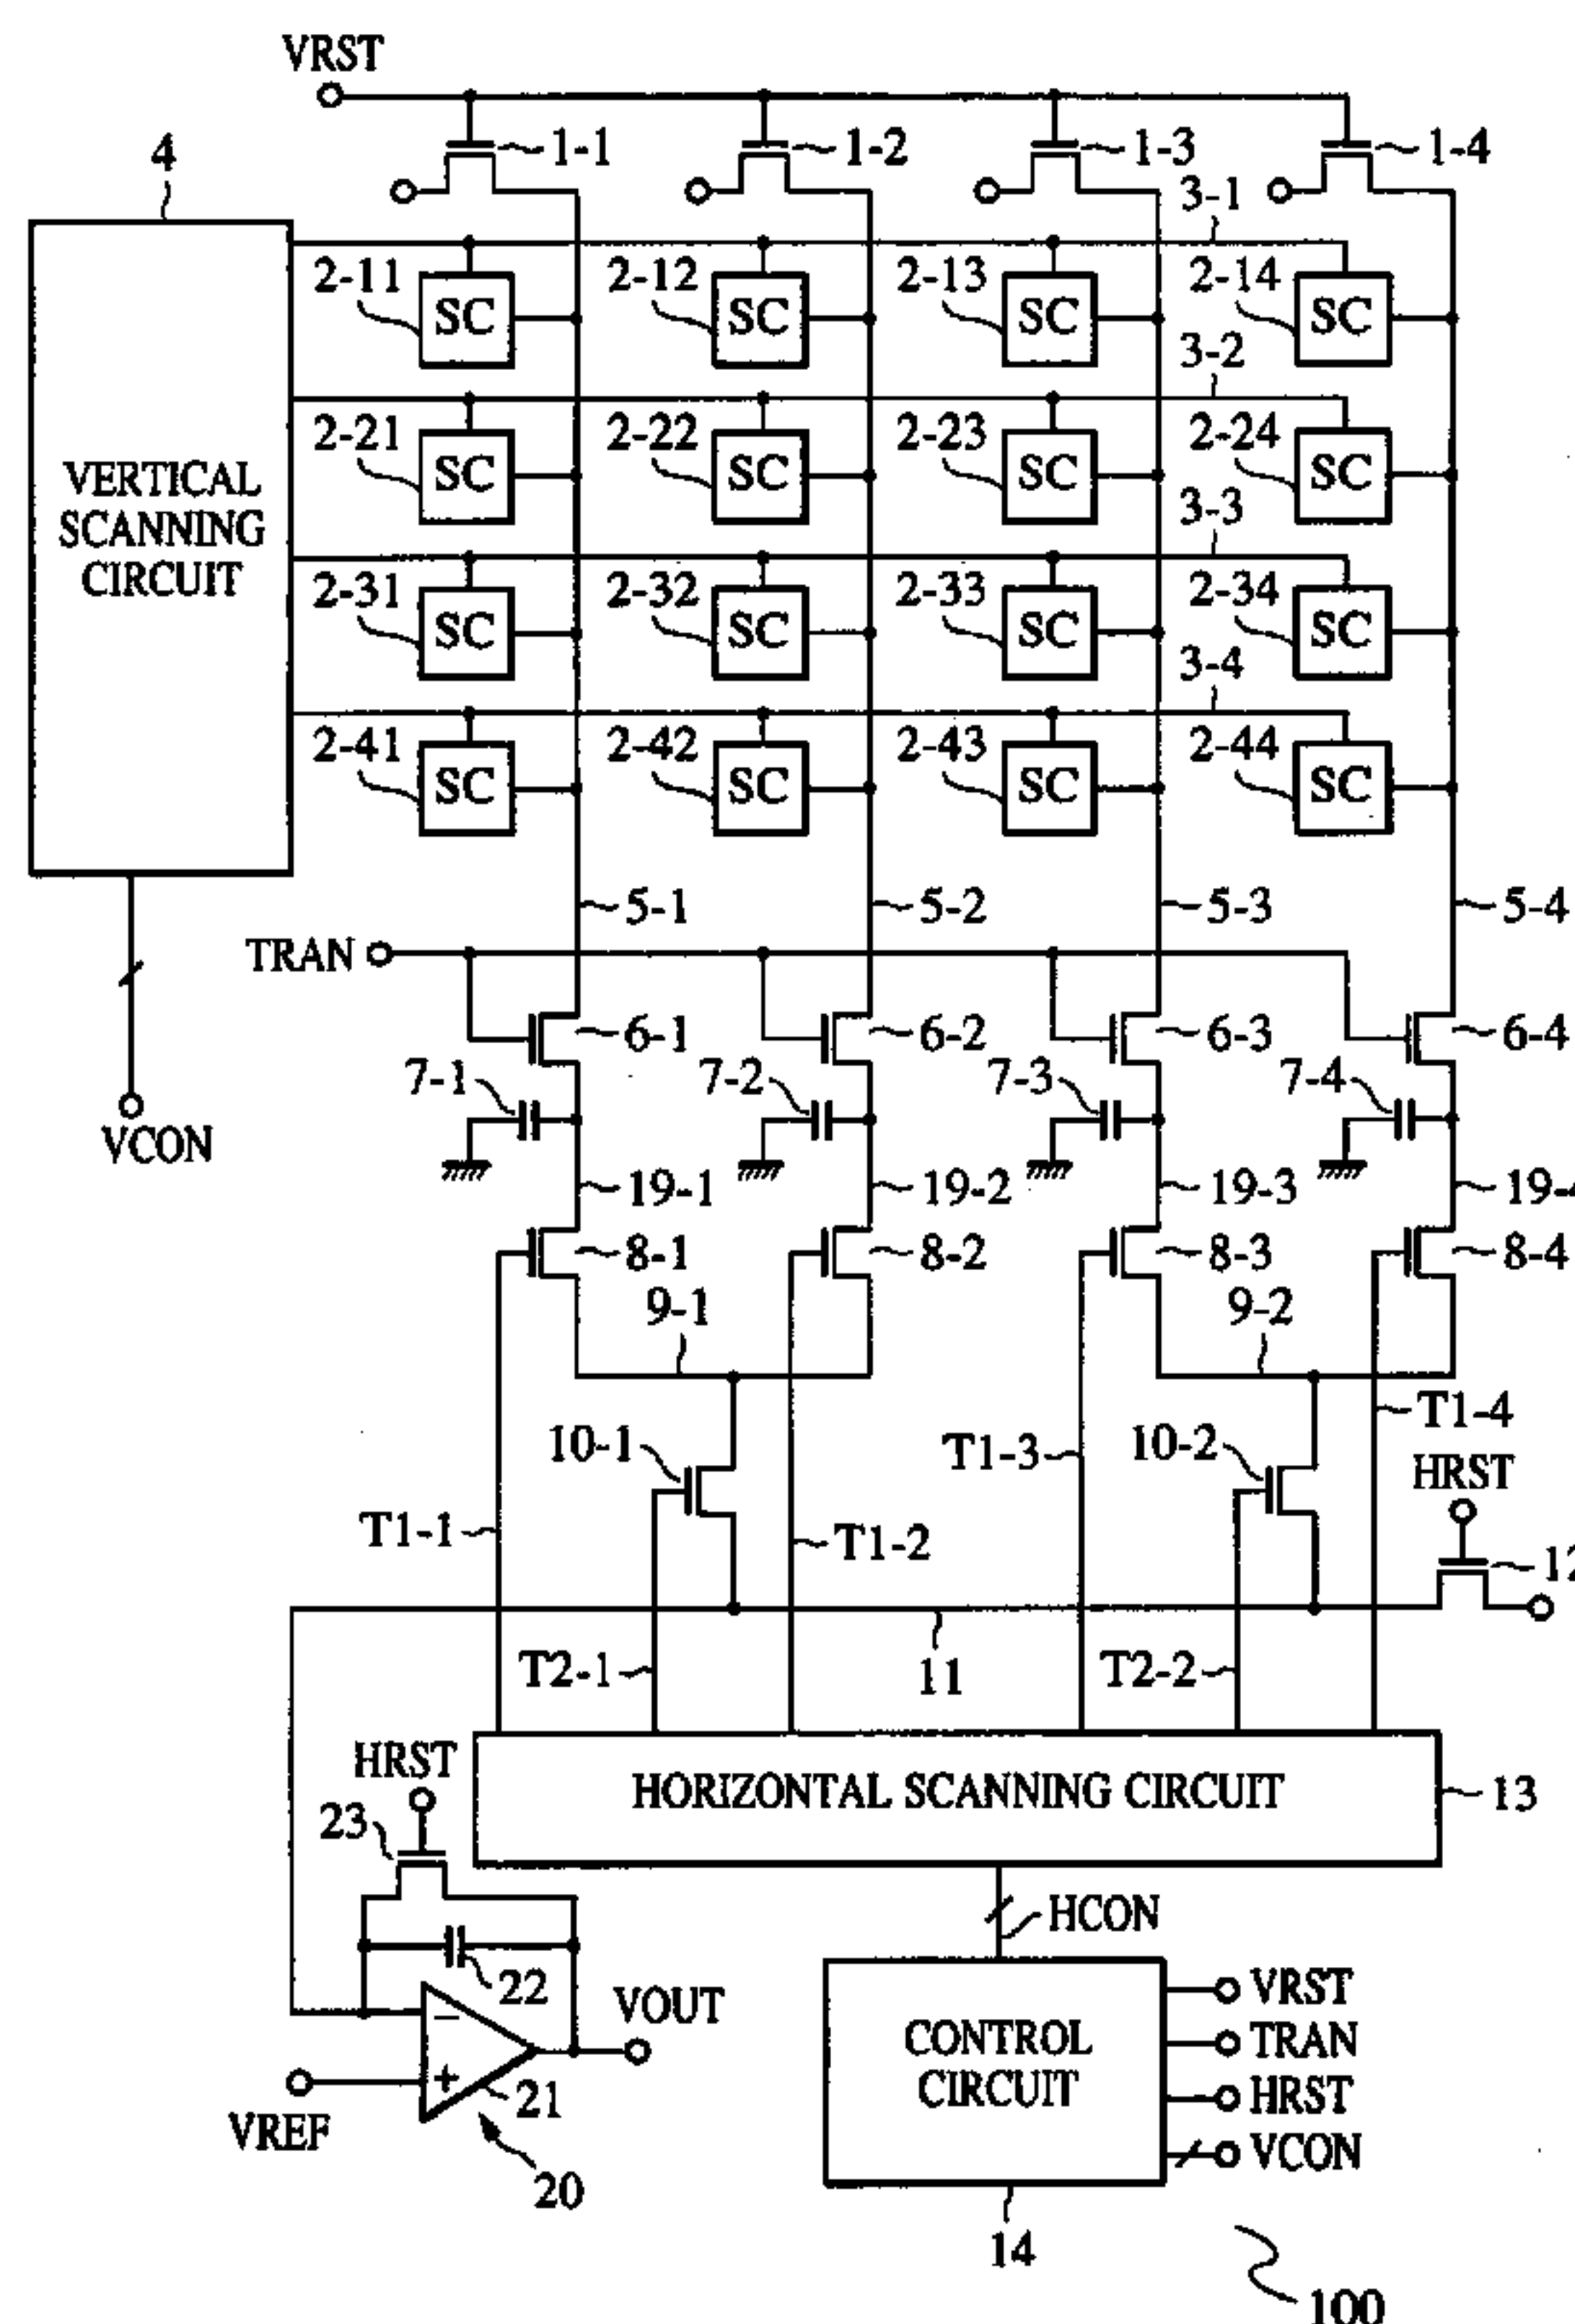 VRST
4
1-1
1-2
1-3
1-4
3-1
2-11
2-12
2-13
2-14
SC
SC
SC
SC
3-2
2-21
2-22
2-23
2-24
SC
SC
SC
SC
VERTICAL
SCANNING
CIRCUIT
3-3
2-31
2-32
2-33
2-34
SC
SC
SC
SC
3-4
2-41
2-42
2-43
2-44
SC
SC
SC
SC
5-1
5-2
5-3
5-4
TRAN
6-1
6-2
6-3
6-4
7-1
7-2
7-3
7-4
VCON
19-1
19-2
19-3
8-1
8-2
8-3
8-4
9-1
9-2
T1-4
10-1
T1-3
10-2
HRST
T1-1
T1-2
12
T2-1
11
T2-2
HRST
HORIZONTAL SCANNING CIRCUIT
13
23
HCON
22
VOUT
VRST
CONTROL
CIRCUIT
TRAN
HRST
VCON
21
VREF
20
14
100